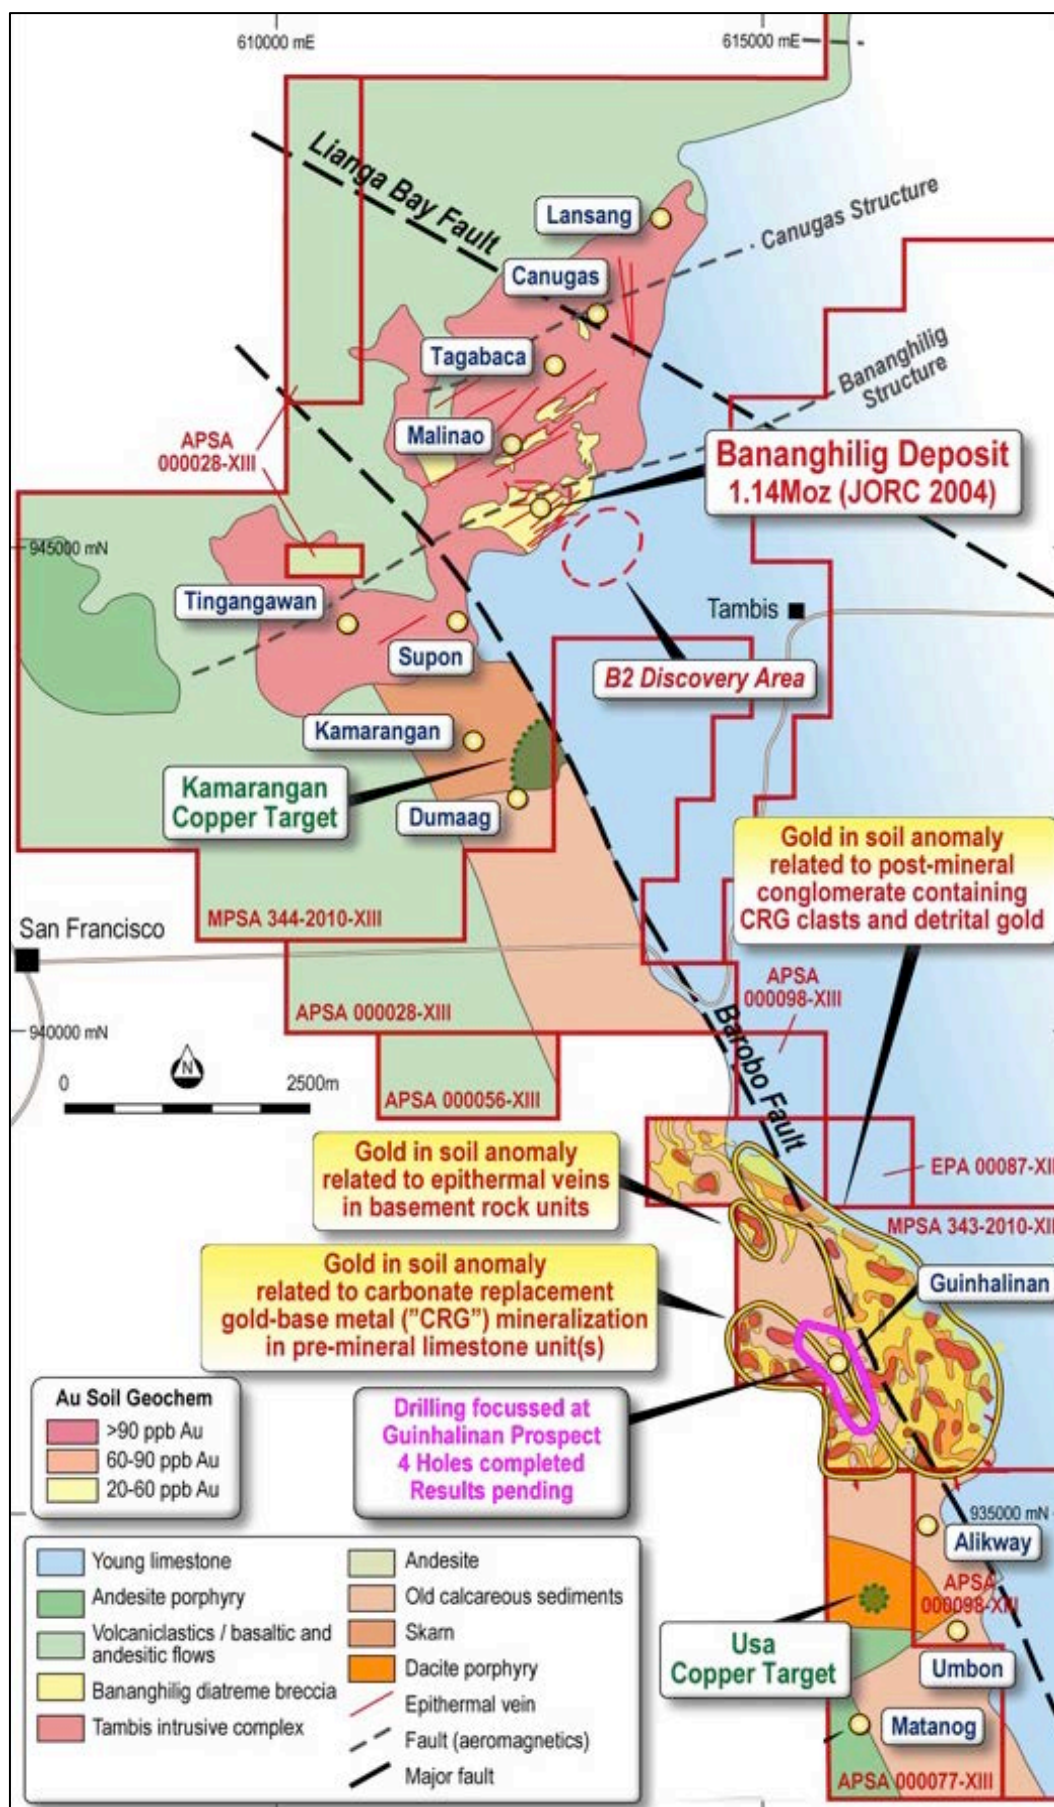 610000 mE
615000 mE
Lianga Bay Fault
Lansang
Canugas Structure
Canugas
Tagabaca
Bananghilig
Structure
Malinao
APSA
000028-XIII
Bananghilig Deposit
1.14Moz (JORC 2004)
945000 mN
Tingangawan
Tambis
Supon
B2 Discovery Area
Kamarangan
Kamarangan
Copper Target
Dumaag
Gold in soil anomaly
related to post-mineral
conglomerate containing
CRG clasts and detrital gold
MPSA 344-2010-XIII
San Francisco
APSA
000098-XIII
APSA 000028-XIII
940000 mN
Barobo Fault
N
0
2500m
APSA 000056-XIII
Gold in soil anomaly
related to epithermal veins
in basement rock units
EPA 00087-XII
MPSA 343-2010-XII
Gold in soil anomaly
related to carbonate replacement
gold-base metal ("CRG") mineralization
in pre-mineral limestone unit(s)
Guinhalinan
Au Soil Geochem
>90 ppb Au
60-90 ppb Au
20-60 ppb Au
Drilling focussed at
Guinhalinan Prospect
4 Holes completed
Results pending
935000 mN
Alikway
APSA
000098-XIII
Usa
Copper Target
Umbon
Matanog
APSA 000077-XIII
Young limestone
Andesite porphyry
Volcaniclastics / basaltic and
andesitic flows
Bananghilig diatreme breccia
Tambis intrusive complex
Andesite
Old calcareous sediments
Skarn
Dacite porphyry
Epithermal vein
Fault (aeromagnetics)
Major fault